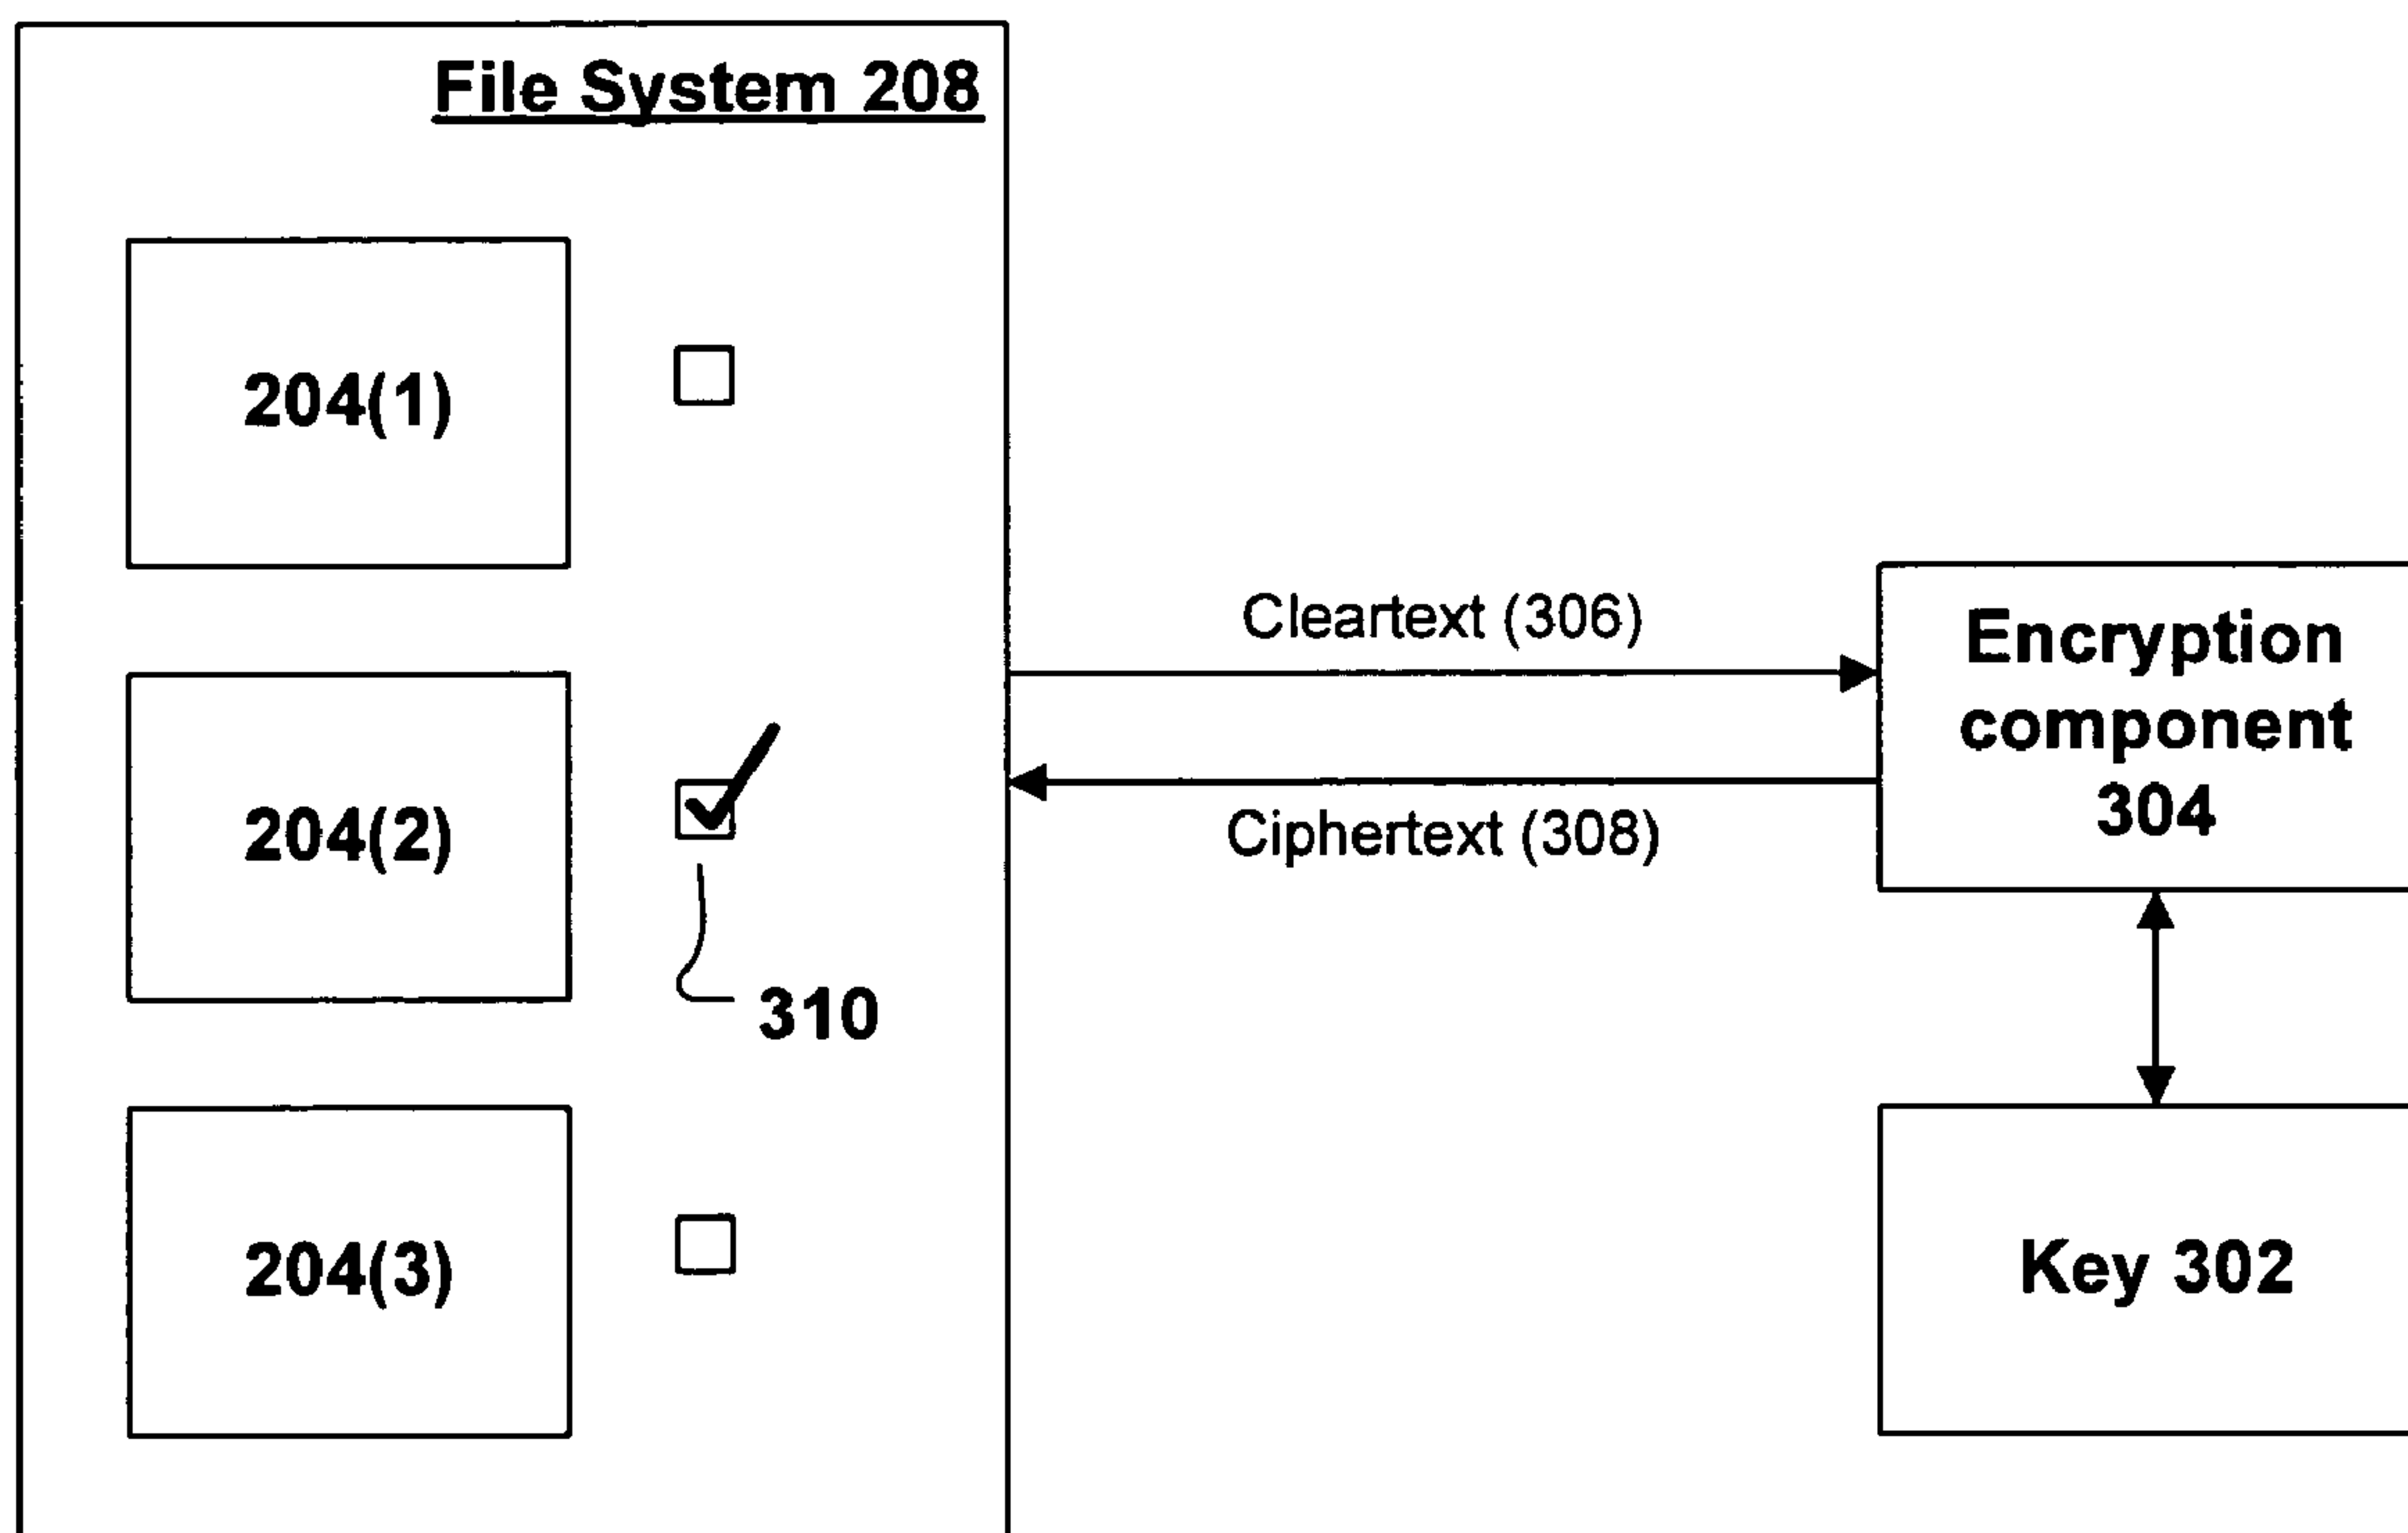 File System 208
204(1)
Cleartext (306)
Encryption
component
304
204(2)
Ciphertext (308)
310
204(3)
Key 302